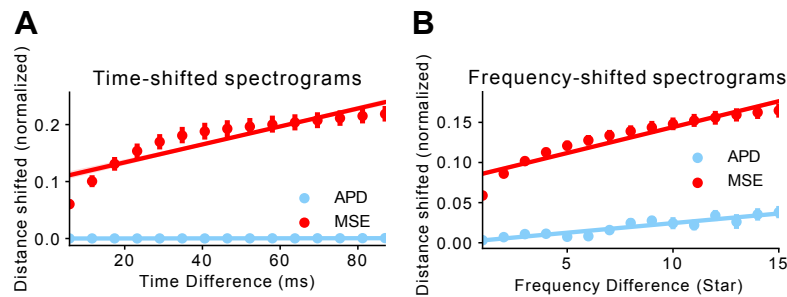 A
Time-shifted spectrograms
Distance shifted (normalized)
0.2
0.1
0.0
APD
MSE
20
40
60
80
Time Difference (ms)
B
Frequency-shifted spectrograms
Distance shifted (normalized)
0.15
0.10
0.05
0.00
APD
MSE
5
10
15
Frequency Difference (Star)